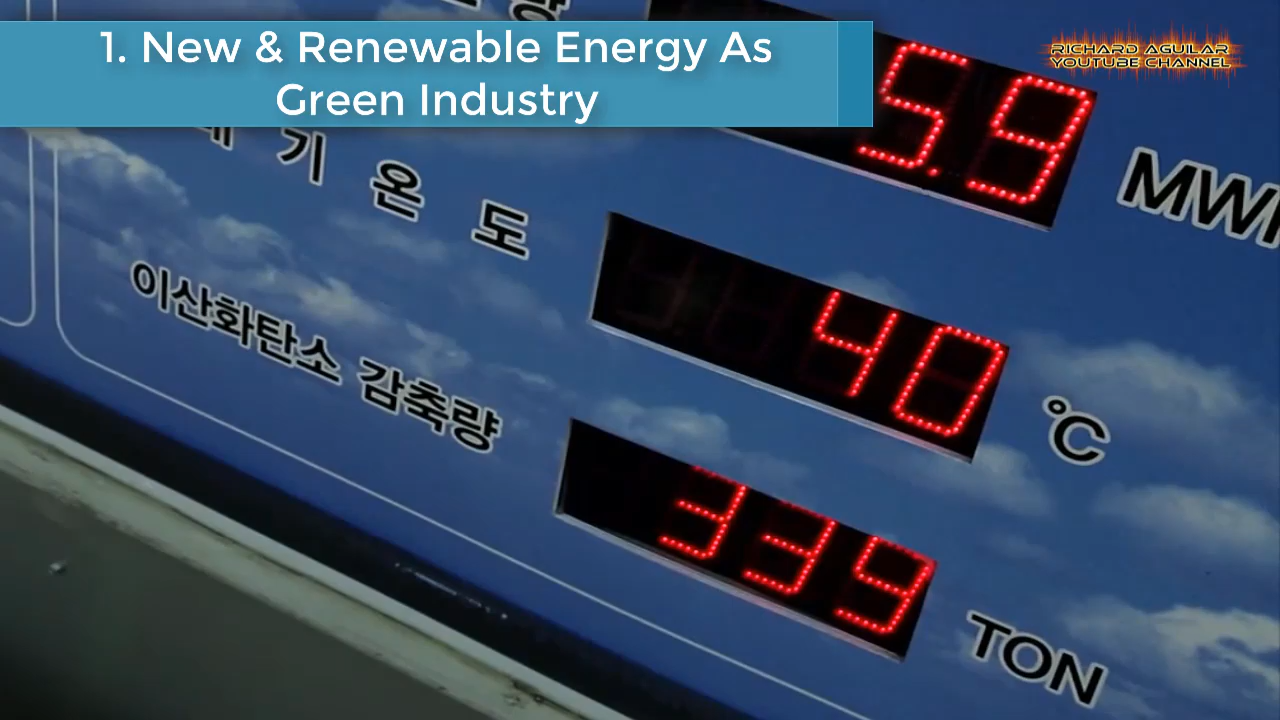 1. New & Renewable Energy As
Green Industry
RICHARD AGUILAR
YOUTUBE CHANNEL
5.9
기 온 도
40 °C
이산화탄소 감축량
339 TON